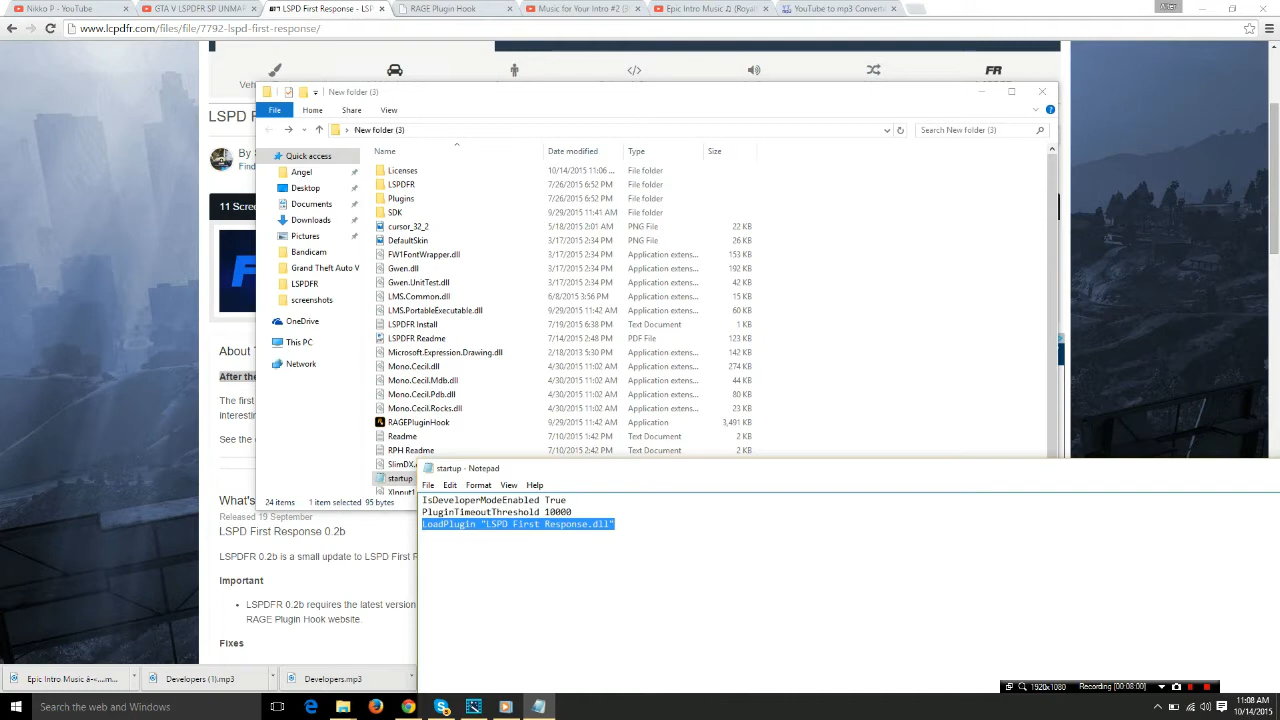 Nikko P - YouTube
GTA V LSPDFR SP UNMAR
LSPD First Response - LS
RAGE Plugin Hook
Music for Your Intro #2 (3
Epic Intro Music ♫ (Roya
YouTube to mp3 Convert
Alter
www.lcpdfr.com/files/file/7792-lspd-first-response/
Veh
FR
LSPD F
By S
Find
11 Scree
About T
After the
The first
interestin
See the
What's
Released 19 September
LSPDFR 0.2b
LSPDFR 0.2b is a small update to LSPD First R
Important
• LSPDFR 0.2b requires the latest version
RAGE Plugin Hook website.
Fixes
New folder (3)
File Home Share View
New folder (3)
Search New folder (3)
Name Date modified Type Size
Quick access
Angel
Desktop
Documents
Downloads
Pictures
Bandicam
Grand Theft Auto V
LSPDFR
screenshots
OneDrive
This PC
Network
Licenses 10/14/2015 11:06 ... File folder
LSPDFR 7/26/2015 6:52 PM File folder
Plugins 7/26/2015 6:52 PM File folder
SDK 9/29/2015 11:41 AM File folder
cursor_32_2 5/18/2015 2:01 AM PNG File 22 KB
DefaultSkin 3/17/2015 2:34 PM PNG File 26 KB
FW1FontWrapper.dll 3/17/2015 2:34 PM Application extens... 153 KB
Gwen.dll 3/17/2015 2:34 PM Application extens... 192 KB
Gwen.UnitTest.dll 3/17/2015 2:34 PM Application extens... 42 KB
LMS.Common.dll 6/8/2015 3:56 PM Application extens... 15 KB
LMS.PortableExecutable.dll 9/29/2015 11:42 AM Application extens... 60 KB
LSPDFR Install 7/19/2015 6:38 PM Text Document 1 KB
LSPDFR Readme 7/14/2015 2:48 PM PDF File 123 KB
Microsoft.Expression.Drawing.dll 2/18/2013 5:30 PM Application extens... 142 KB
Mono.Cecil.dll 4/30/2015 11:02 AM Application extens... 274 KB
Mono.Cecil.Mdb.dll 4/30/2015 11:02 AM Application extens... 44 KB
Mono.Cecil.Pdb.dll 4/30/2015 11:02 AM Application extens... 80 KB
Mono.Cecil.Rocks.dll 4/30/2015 11:02 AM Application extens... 23 KB
RAGEPluginHook 9/29/2015 11:42 AM Application 3,491 KB
Readme 7/10/2015 1:42 PM Text Document 2 KB
RPH Readme 7/10/2015 2:42 PM Text Document 2 KB
SlimDX.
startup
XInput1
24 items 1 item selected 95 bytes
startup - Notepad
File Edit Format View Help
IsDeveloperModeEnabled True
PluginTimeoutThreshold 10000
LoadPlugin "LSPD First Response.dll"
Epic Intro Music â-«....m
Developers (1).mp3
Developers.mp3
1920x1080 Recording [00:08:00]
Search the web and Windows
11:08 AM
10/14/2015